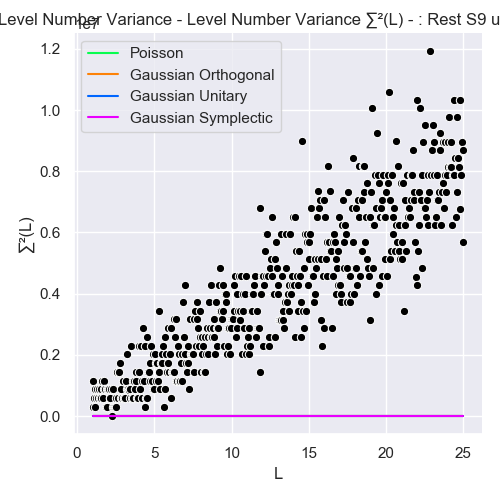 Level Number Variance - Level Number Variance ∑²(L) - : Rest S9 u
1e7
Poisson
Gaussian Orthogonal
Gaussian Unitary
Gaussian Symplectic
1.2
1.0
0.8
0.6
0.4
0.2
0.0
∑²(L)
0 5 10 15 20 25
L